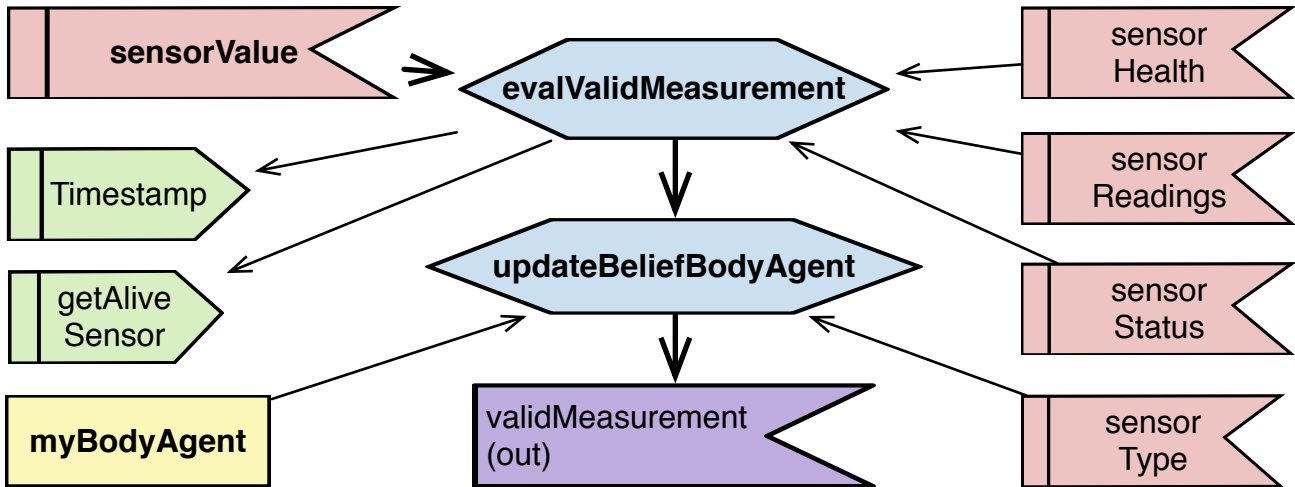 sensorValue
evalValidMeasurement
sensor
Health
Timestamp
sensor
Readings
updateBeliefBodyAgent
getAlive
Sensor
sensor
Status
myBodyAgent
validMeasurement
(out)
sensor
Type